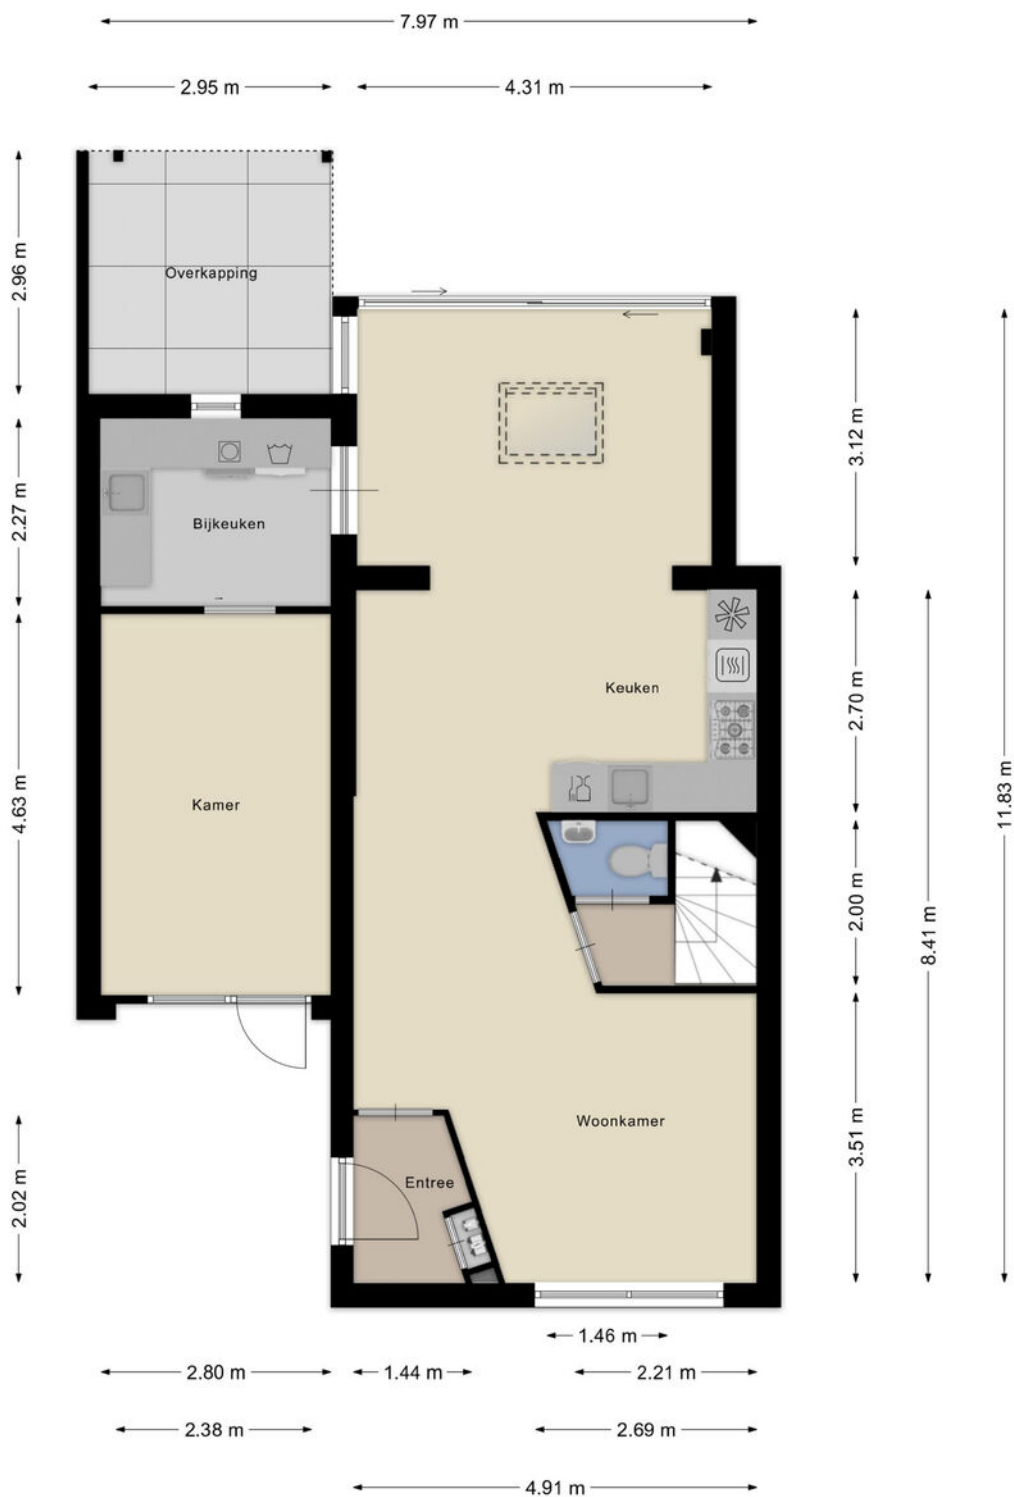 7.97 m
2.95 m
4.31 m
2.96 m
Overkapping
3.12 m
2.27 m
Bijkeuken
Keuken
2.70 m
11.83 m
4.63 m
Kamer
2.00 m
8.41 m
Woonkamer
3.51 m
2.02 m
Entree
1.46 m
2.80 m
1.44 m
2.21 m
2.38 m
2.69 m
4.91 m